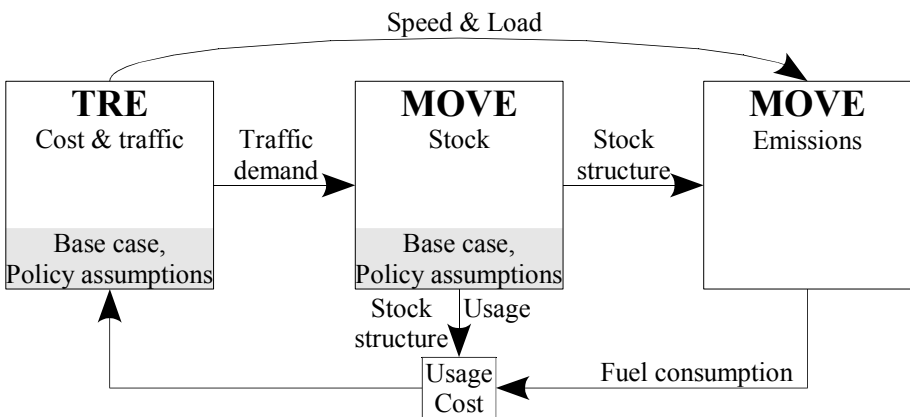 Speed & Load
TRE
Cost & traffic
Traffic
demand
MOVE
Stock
Stock
structure
MOVE
Emissions
Base case,
Policy assumptions
Base case,
Policy assumptions
Stock
structure
Usage
Usage
Cost
Fuel consumption